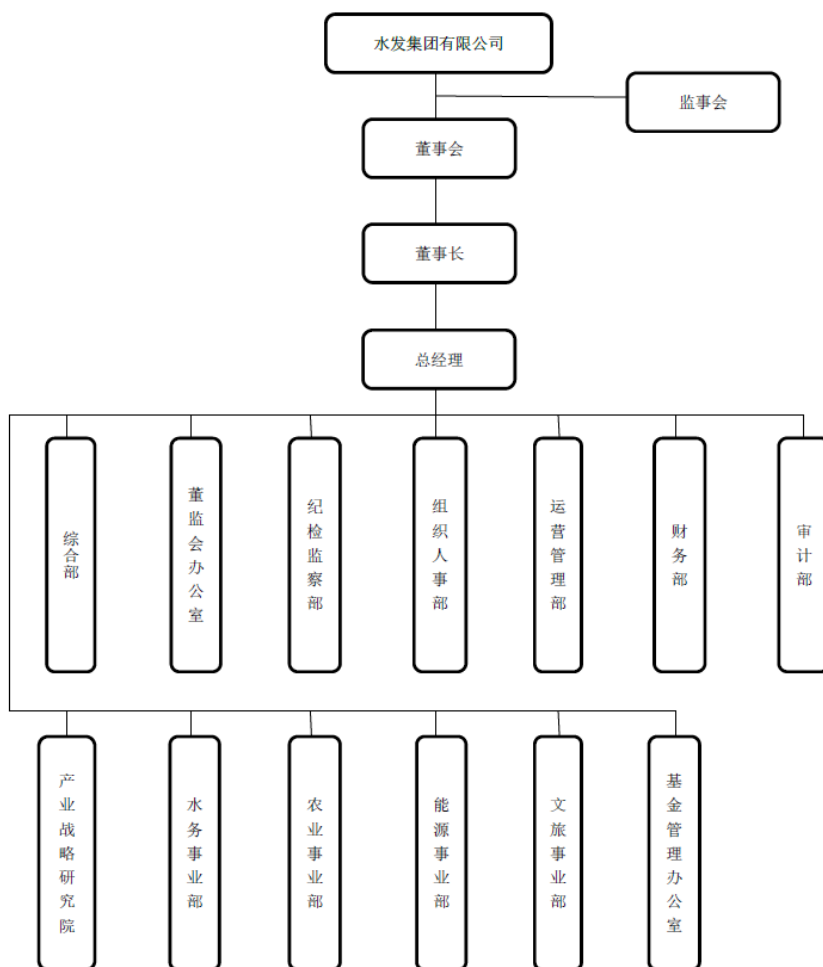 水发集团有限公司
监事会
董事会
董事长
总经理
综合部
董监会办公室
纪检监察部
组织人事部
运营管理部
财务部
审计部
产业战略研究院
水务事业部
农业事业部
能源事业部
文旅事业部
基金管理办公室